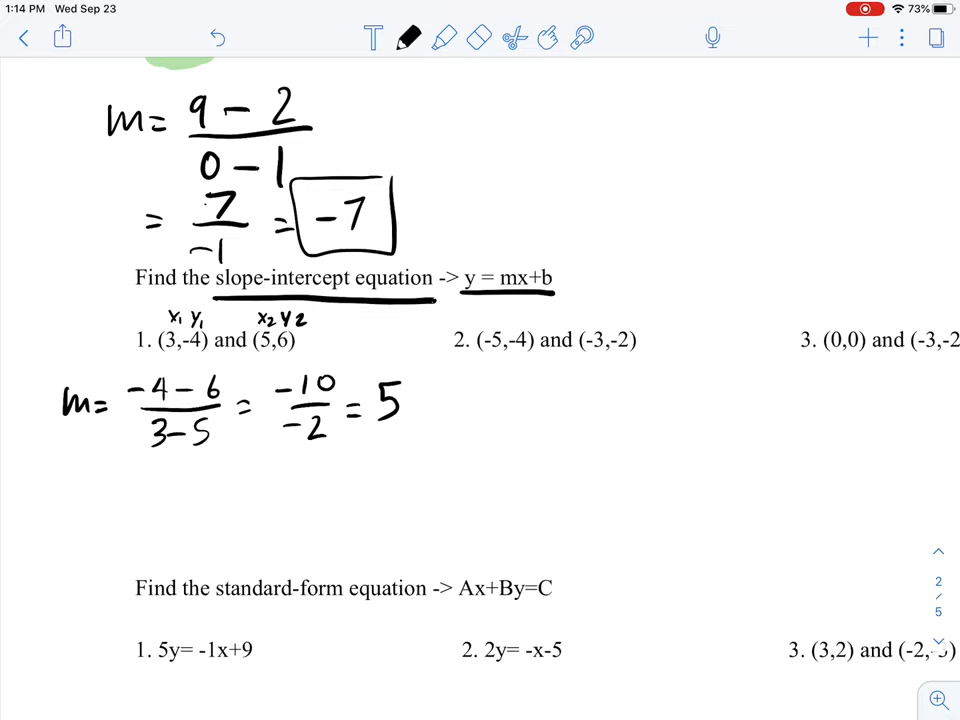 1:14 PM Wed Sep 23 73%
m= 9 - 2
0 - 1
= 7 = -7
-1
Find the slope-intercept equation -> y = mx+b
x1 y1 x2 y2
1. (3,-4) and (5,6) 2. (-5,-4) and (-3,-2) 3. (0,0) and (-3,-2
m= -4-6 = -10 = 5
3-5 -2
2
/
5
Find the standard-form equation -> Ax+By=C
1. 5y= -1x+9 2. 2y= -x-5 3. (3,2) and (-2,